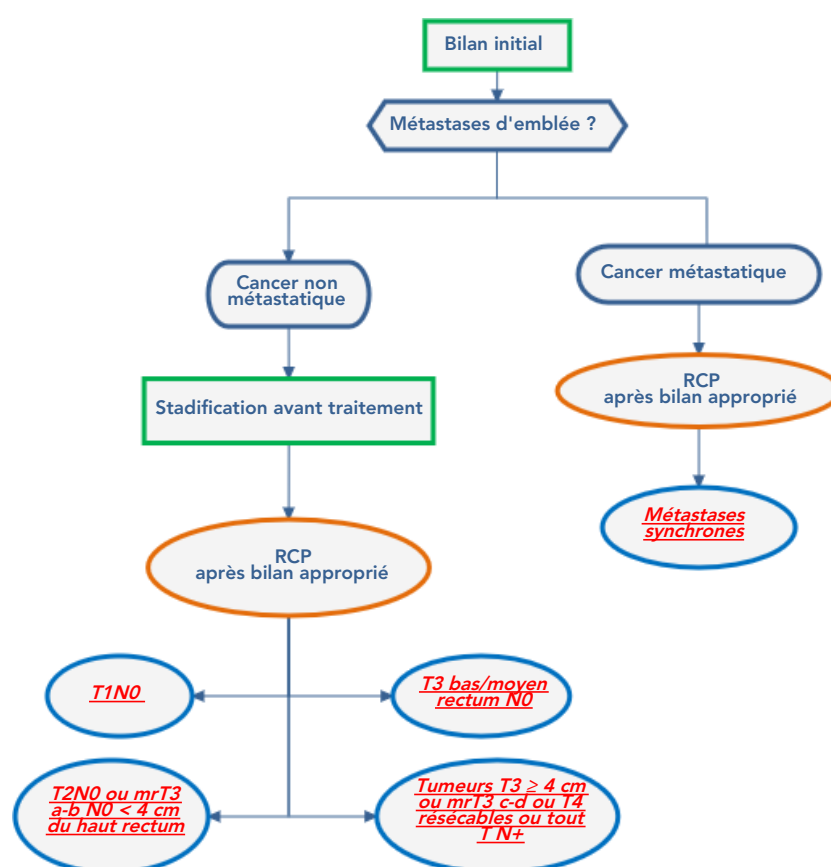 Bilan initial
Métastases d'emblée ?
Cancer non
métastatique
Cancer métastatique
Stadification avant traitement
RCP
après bilan approprié
RCP
après bilan approprié
Métastases
synchrones
T1N0
T3 bas/moyen
rectum N0
T2N0 ou mrT3
a-b N0 < 4 cm
du haut rectum
Tumeurs T3 ≥ 4 cm
ou mrT3 c-d ou T4
résécables ou tout
T N+